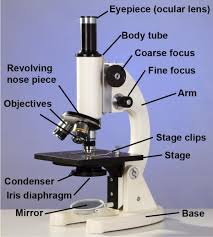 Eyepiece (ocular lens)
Body tube
Revolving
nose piece
Coarse focus
Fine focus
Objectives
Arm
Stage clips
Stage
Condenser
Iris diaphragm
Mirror
Base